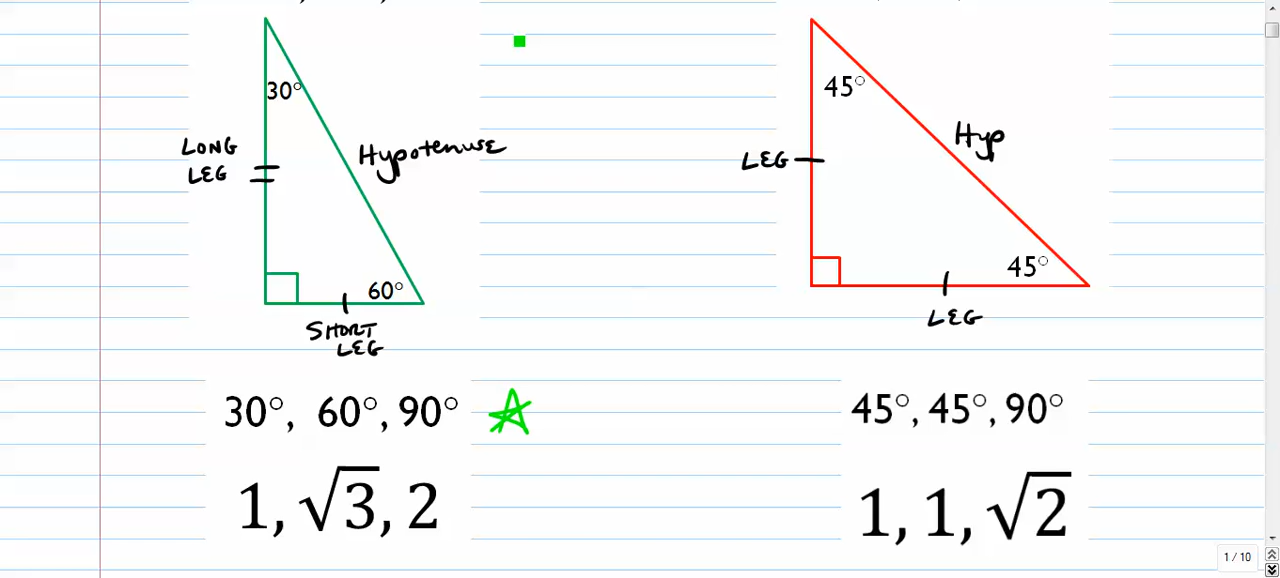 30°
LONG
LEG
Hypotenuse
60°
SHORT
LEG
45°
LEG
Hyp
45°
LEG
30°, 60°, 90°
1, √3, 2
45°, 45°, 90°
1, 1, √2
1 / 10